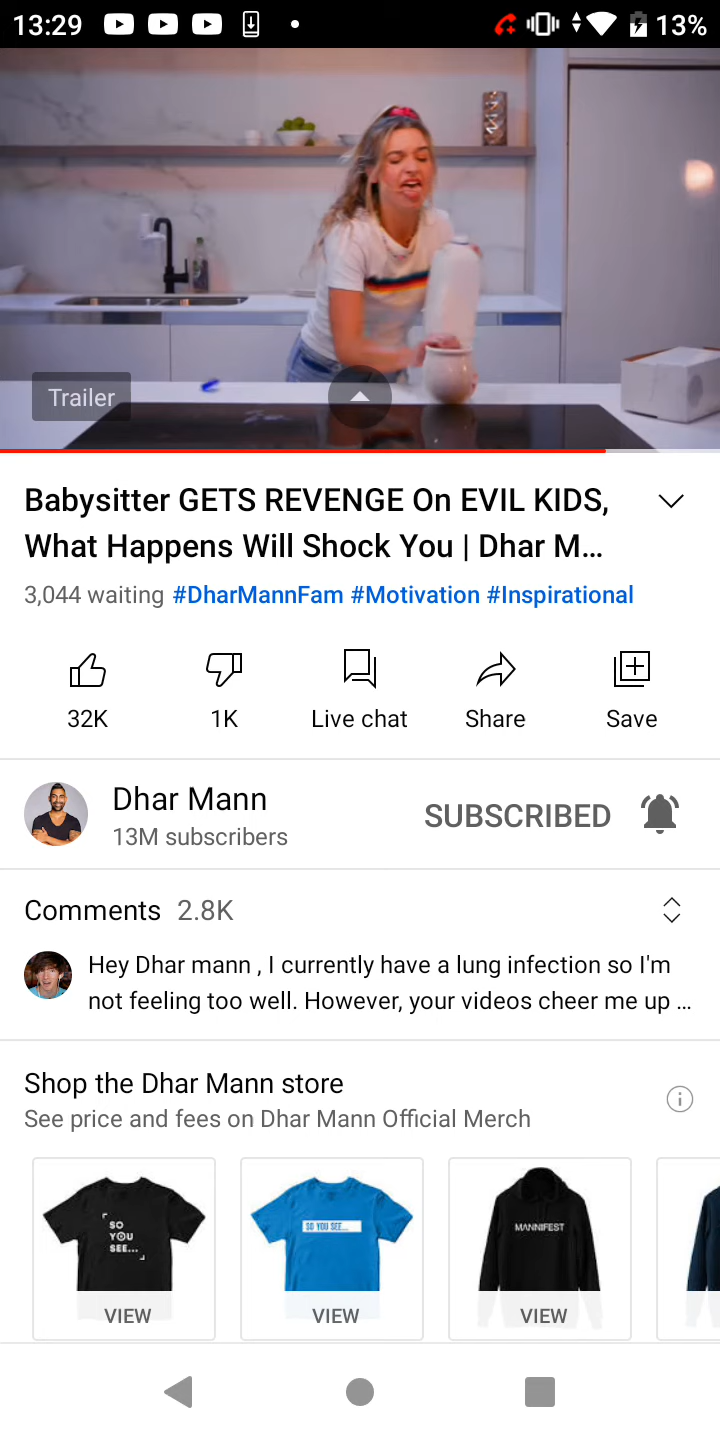 13:29
13%
Trailer
Babysitter GETS REVENGE On EVIL KIDS,
What Happens Will Shock You | Dhar M...
3,044 waiting #DharMannFam #Motivation #Inspirational
32K
1K
Live chat
Share
Save
Dhar Mann
13M subscribers
SUBSCRIBED
Comments 2.8K
Hey Dhar mann , I currently have a lung infection so I'm
not feeling too well. However, your videos cheer me up ...
Shop the Dhar Mann store
See price and fees on Dhar Mann Official Merch
SO
YOU
SEE...
VIEW
SO YOU SEE...
VIEW
MANNIFEST
VIEW